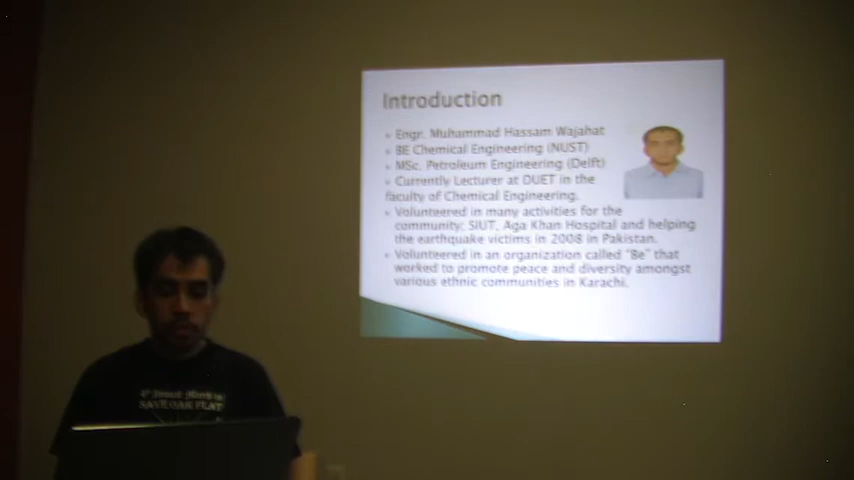 Introduction
Engr. Muhammad Hassam Wajahat
BE Chemical Engineering (NUST)
MSc. Petroleum Engineering (Delft)
Currently Lecturer at DUET in the
faculty of Chemical Engineering.
Volunteered in many activities for the
community; SIUT, Aga Khan Hospital and helping
the earthquake victims in 2008 in Pakistan.
Volunteered in an organization called "Be" that
worked to promote peace and diversity amongst
various ethnic communities in Karachi.